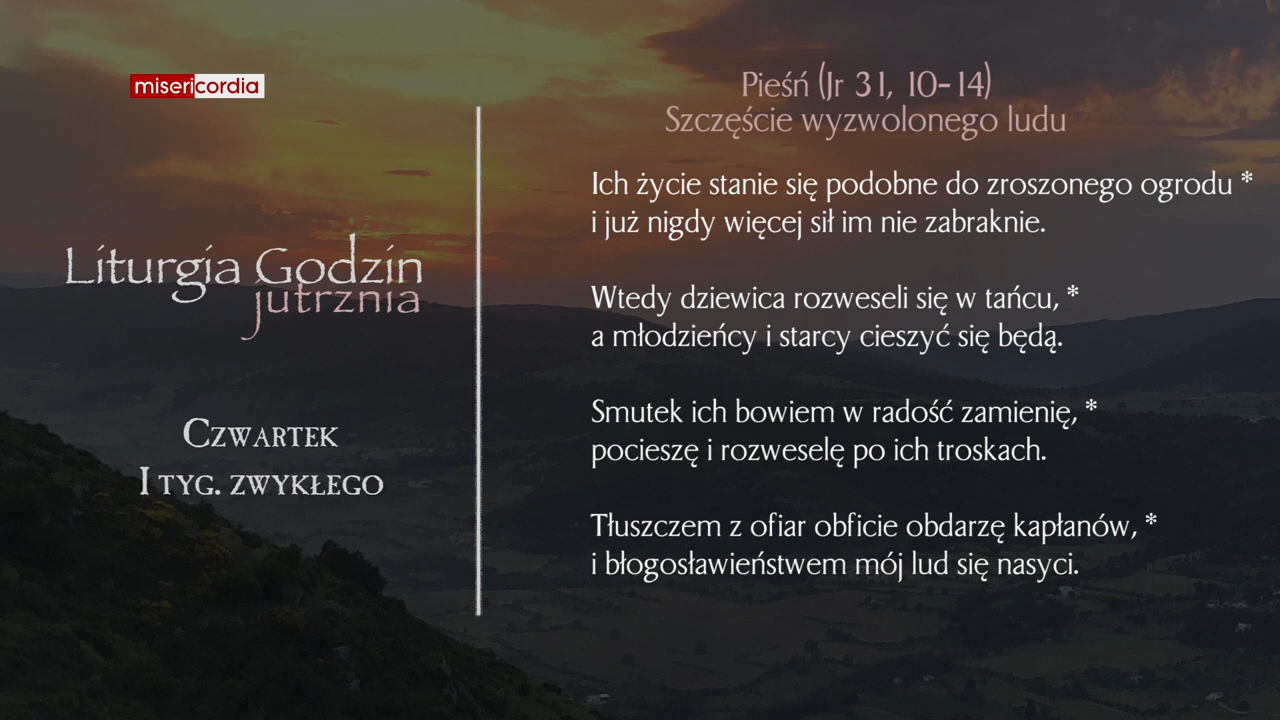 misericordia
Liturgia Godzin
jutrznia
Czwartek
I tyg. zwykłego
Pieśń (Jr 31, 10-14)
Szczęście wyzwolonego ludu
Ich życie stanie się podobne do zroszonego ogrodu *
i już nigdy więcej sił im nie zabraknie.
Wtedy dziewica rozweseli się w tańcu, *
a młodzieńcy i starcy cieszyć się będą.
Smutek ich bowiem w radość zamienię, *
pocieszę i rozweselę po ich troskach.
Tłuszczem z ofiar obficie obdarzę kapłanów, *
i błogosławieństwem mój lud się nasyci.